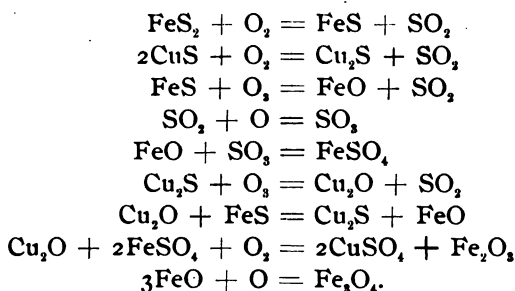 FeS₂ + O₂ = FeS + SO₂
2CuS + O₂ = Cu₂S + SO₂
FeS + O₃ = FeO + SO₂
SO₂ + O = SO₃
FeO + SO₃ = FeSO₄
Cu₂S + O₃ = Cu₂O + SO₂
Cu₂O + FeS = Cu₂S + FeO
Cu₂O + 2FeSO₄ + O₂ = 2CuSO₄ + Fe₂O₃
3FeO + O = Fe₃O₄.